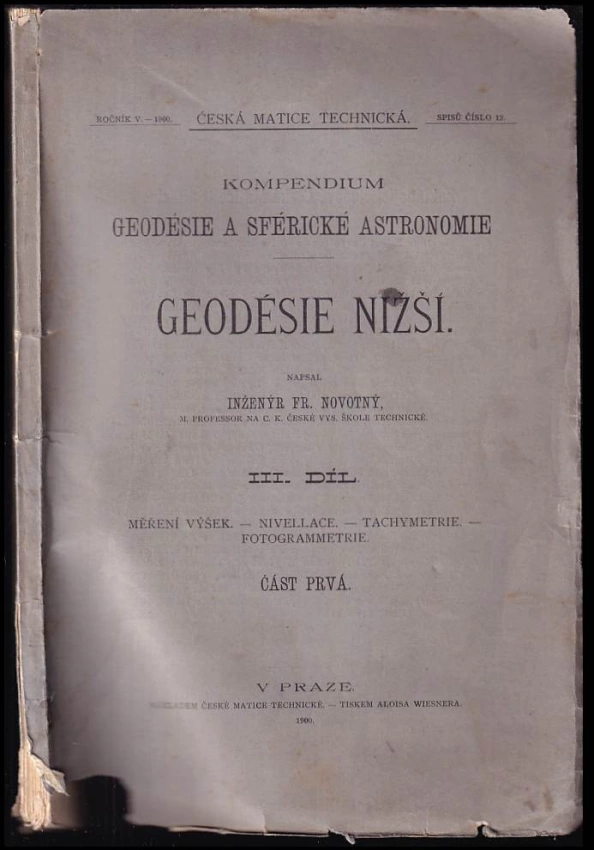 ROČNÍK V. — 1900. ČESKÁ MATICE TECHNICKÁ. SPISŮ ČÍSLO 12.
KOMPENDIUM
GEODÉSIE A SFÉRICKÉ ASTRONOMIE
GEODÉSIE NIŽŠÍ.
NAPSAL
INŽENÝR FR. NOVOTNÝ,
M. PROFESSOR NA C. K. ČESKÉ VYS. ŠKOLE TECHNICKÉ.
III. DÍL.
MĚŘENÍ VÝŠEK. — NIVELLACE. — TACHYMETRIE. —
FOTOGRAMMETRIE.
ČÁST PRVÁ.
V PRAZE.
NÁKLADEM ČESKÉ MATICE TECHNICKÉ. — TISKEM ALOISA WIESNERA.
1900.